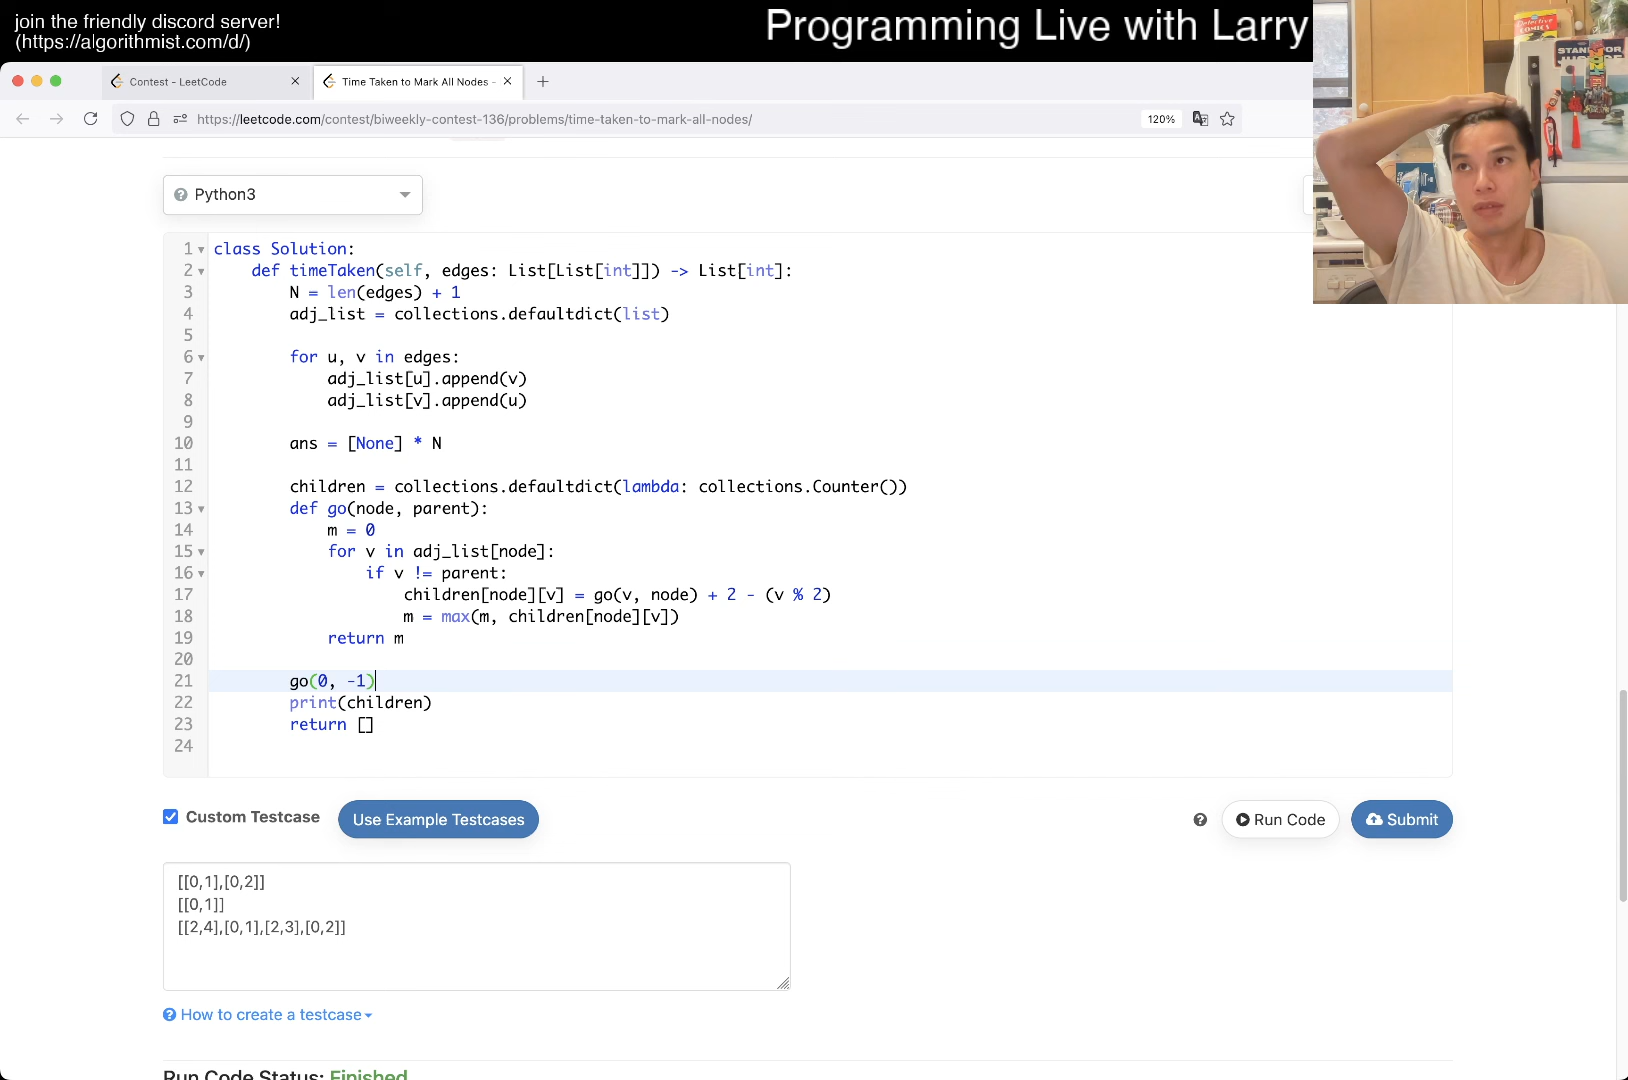 join the friendly discord server!
(https://algorithmist.com/d/)
Programming Live with Larry
Contest - LeetCode
Time Taken to Mark All Nodes -
https://leetcode.com/contest/biweekly-contest-136/problems/time-taken-to-mark-all-nodes/
120%
Python3
1 class Solution:
2 def timeTaken(self, edges: List[List[int]]) -> List[int]:
3 N = len(edges) + 1
4 adj_list = collections.defaultdict(list)
5
6 for u, v in edges:
7 adj_list[u].append(v)
8 adj_list[v].append(u)
9
10 ans = [None] * N
11
12 children = collections.defaultdict(lambda: collections.Counter())
13 def go(node, parent):
14 m = 0
15 for v in adj_list[node]:
16 if v != parent:
17 children[node][v] = go(v, node) + 2 - (v % 2)
18 m = max(m, children[node][v])
19 return m
20
21 go(0, -1)
22 print(children)
23 return []
24
Custom Testcase
Use Example Testcases
Run Code
Submit
[[0,1],[0,2]]
[[0,1]]
[[2,4],[0,1],[2,3],[0,2]]
How to create a testcase
Run Code Status: Finished